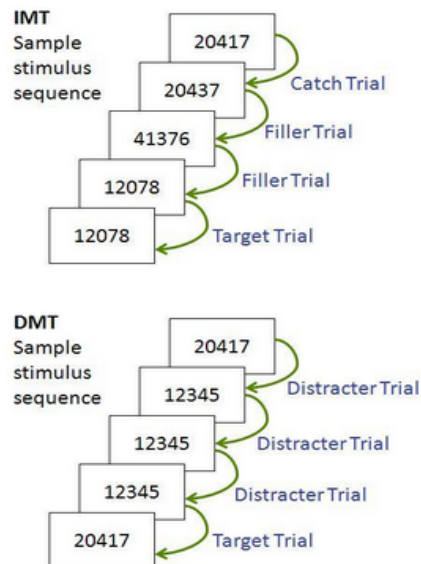 IMT
Sample
stimulus
sequence
20417
20437
41376
12078
12078
Catch Trial
Filler Trial
Filler Trial
Target Trial
DMT
Sample
stimulus
sequence
20417
12345
12345
12345
20417
Distracter Trial
Distracter Trial
Distracter Trial
Target Trial